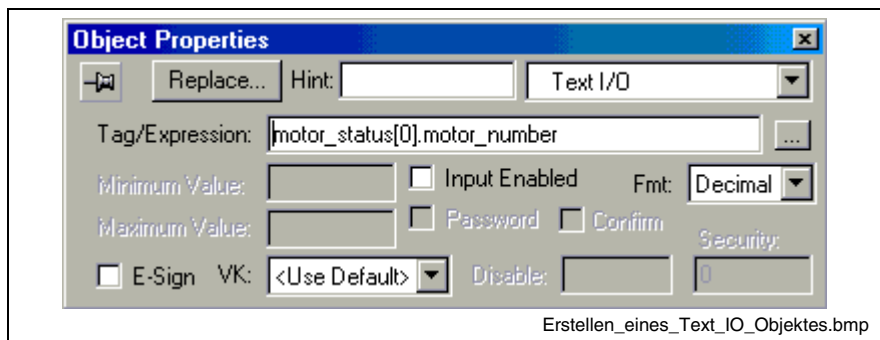 Object Properties
Replace... Hint: Text I/O
Tag/Expression: motor_status[0].motor_number ...
Minimum Value: Input Enabled Fmt: Decimal
Maximum Value: Password Confirm Security:
E-Sign VK: <Use Default> Disable: 0
Erstellen_eines_Text_IO_Objektes.bmp